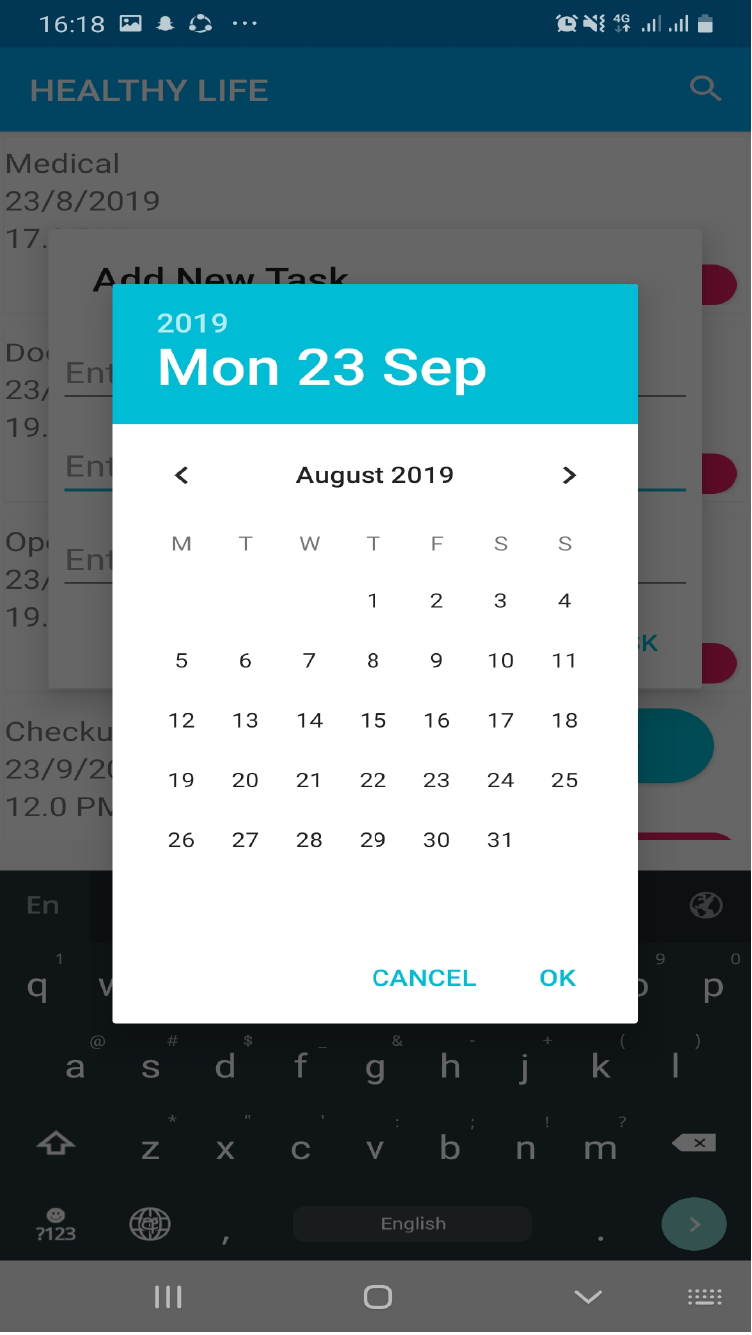 16:18
4G
HEALTHY LIFE
Medical
23/8/2019
17.
Add New Task
2019
Mon 23 Sep
Ent
23/
19.
August 2019
Ent
M T W T F S S
Ent
23/
19.
1 2 3 4
5 6 7 8 9 10 11
12 13 14 15 16 17 18
19 20 21 22 23 24 25
26 27 28 29 30 31
Checku
23/9/20
12.0 PM
CANCEL OK
En
1 9 0
q p
@ # $ _ & - + ( )
a s d f g h j k l
* " ' : ; ! ?
z x c v b n m
?123 , English .